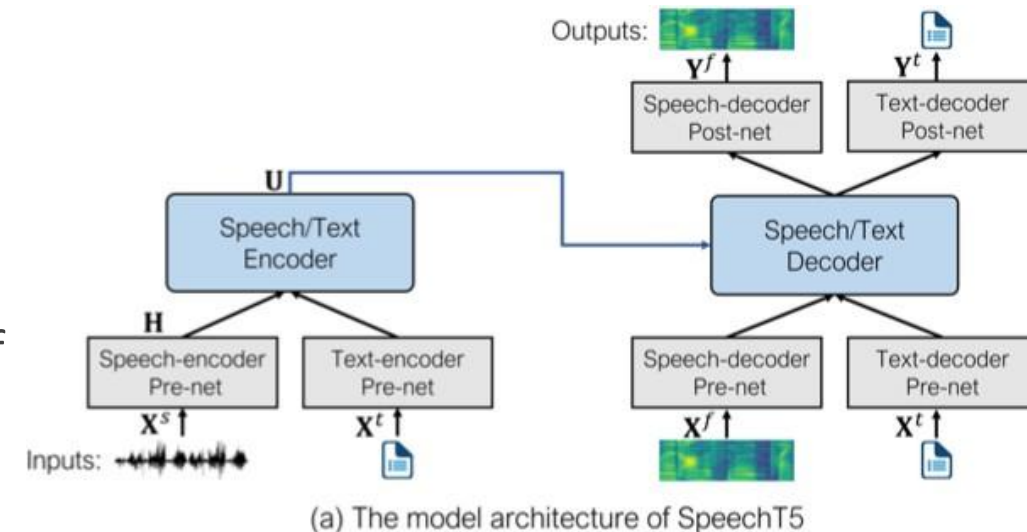 Outputs:
Y^f
Y^t
Speech-decoder
Post-net
Text-decoder
Post-net
U
Speech/Text
Encoder
Speech/Text
Decoder
H
Speech-encoder
Pre-net
Text-encoder
Pre-net
Speech-decoder
Pre-net
Text-decoder
Pre-net
X^s
X^t
X^f
X^t
Inputs:
(a) The model architecture of SpeechT5